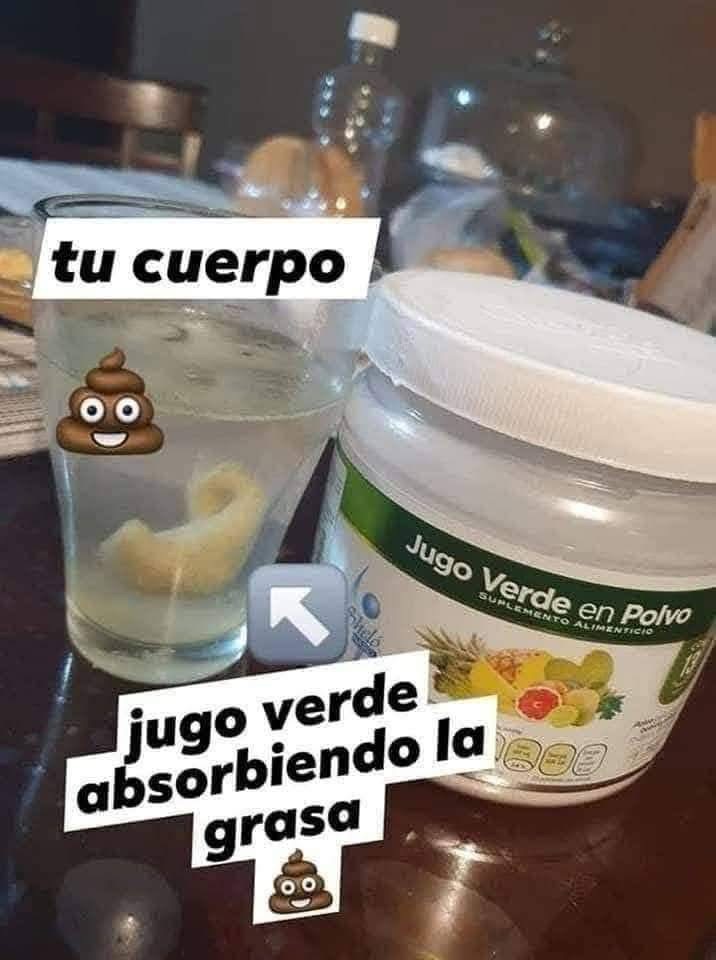 tu cuerpo
Jugo Verde en Polvo
SUPLEMENTO ALIMENTICIO
jugo verde
absorbiendo la
grasa